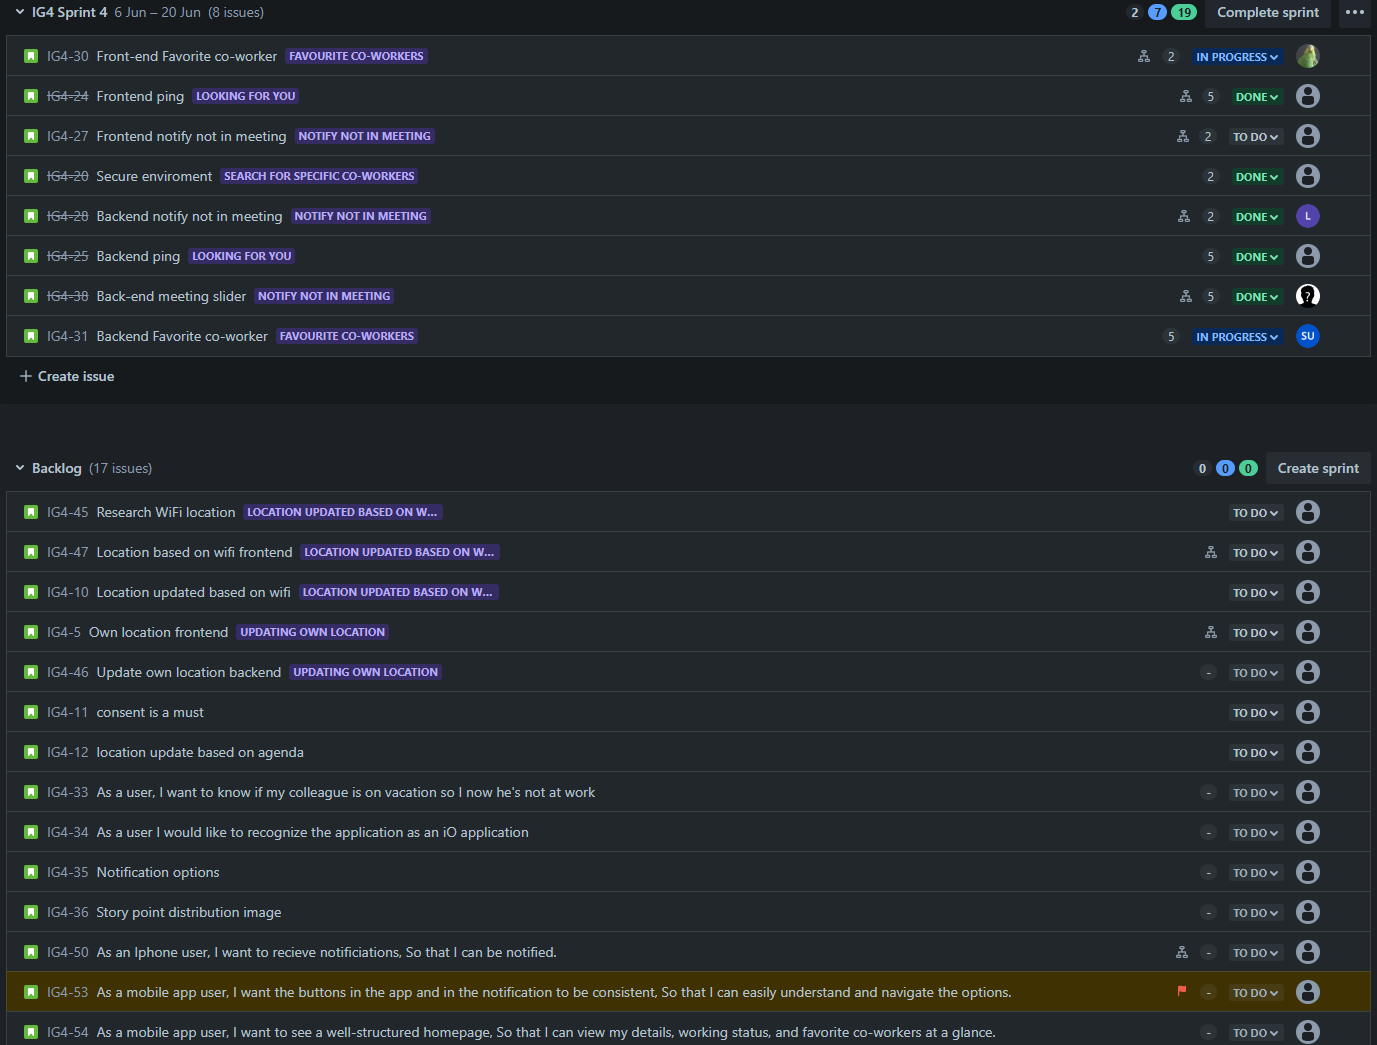 IG4 Sprint 4 6 Jun – 20 Jun (8 issues) 2 7 19 Complete sprint
IG4-30 Front-end Favorite co-worker FAVOURITE CO-WORKERS 2 IN PROGRESS
IG4-24 Frontend ping LOOKING FOR YOU 5 DONE
IG4-27 Frontend notify not in meeting NOTIFY NOT IN MEETING 2 TO DO
IG4-20 Secure enviroment SEARCH FOR SPECIFIC CO-WORKERS 2 DONE
IG4-28 Backend notify not in meeting NOTIFY NOT IN MEETING 2 DONE L
IG4-25 Backend ping LOOKING FOR YOU 5 DONE
IG4-38 Back-end meeting slider NOTIFY NOT IN MEETING 5 DONE ?
IG4-31 Backend Favorite co-worker FAVOURITE CO-WORKERS 5 IN PROGRESS SU
+ Create issue
Backlog (17 issues) 0 0 0 Create sprint
IG4-45 Research WiFi location LOCATION UPDATED BASED ON W... TO DO
IG4-47 Location based on wifi frontend LOCATION UPDATED BASED ON W... TO DO
IG4-10 Location updated based on wifi LOCATION UPDATED BASED ON W... TO DO
IG4-5 Own location frontend UPDATING OWN LOCATION TO DO
IG4-46 Update own location backend UPDATING OWN LOCATION - TO DO
IG4-11 consent is a must TO DO
IG4-12 location update based on agenda TO DO
IG4-33 As a user, I want to know if my colleague is on vacation so I now he's not at work - TO DO
IG4-34 As a user I would like to recognize the application as an iO application - TO DO
IG4-35 Notification options - TO DO
IG4-36 Story point distribution image - TO DO
IG4-50 As an Iphone user, I want to recieve notificiations, So that I can be notified. - TO DO
IG4-53 As a mobile app user, I want the buttons in the app and in the notification to be consistent, So that I can easily understand and navigate the options. - TO DO
IG4-54 As a mobile app user, I want to see a well-structured homepage, So that I can view my details, working status, and favorite co-workers at a glance. - TO DO